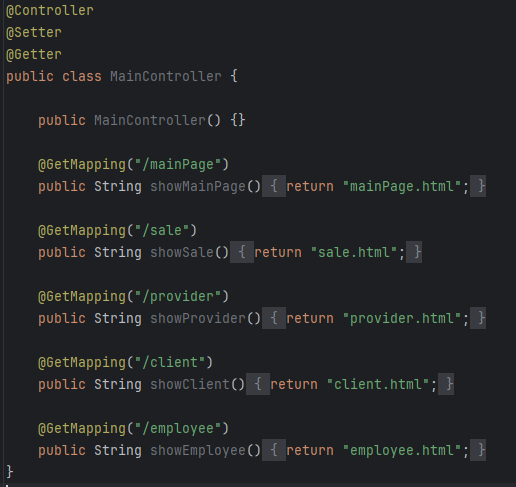 @Controller
@Setter
@Getter
public class MainController {
public MainController() {}
@GetMapping("/mainPage")
public String showMainPage() { return "mainPage.html"; }
@GetMapping("/sale")
public String showSale() { return "sale.html"; }
@GetMapping("/provider")
public String showProvider() { return "provider.html"; }
@GetMapping("/client")
public String showClient() { return "client.html"; }
@GetMapping("/employee")
public String showEmployee() { return "employee.html"; }
}